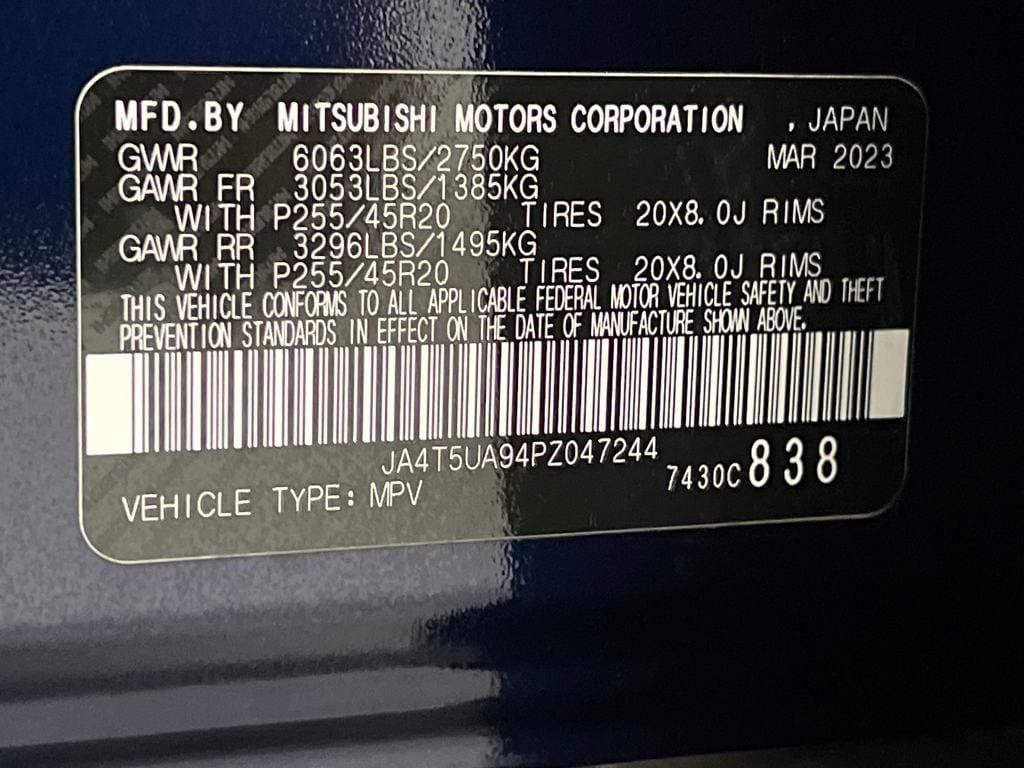 MFD.BY MITSUBISHI MOTORS CORPORATION , JAPAN
GVWR 6063LBS/2750KG MAR 2023
GAWR FR 3053LBS/1385KG
WITH P255/45R20 TIRES 20X8.0J RIMS
GAWR RR 3296LBS/1495KG
WITH P255/45R20 TIRES 20X8.0J RIMS
THIS VEHICLE CONFORMS TO ALL APPLICABLE FEDERAL MOTOR VEHICLE SAFETY AND THEFT
PREVENTION STANDARDS IN EFFECT ON THE DATE OF MANUFACTURE SHOWN ABOVE.
JA4T5UA94PZ047244
7430C 838
VEHICLE TYPE: MPV